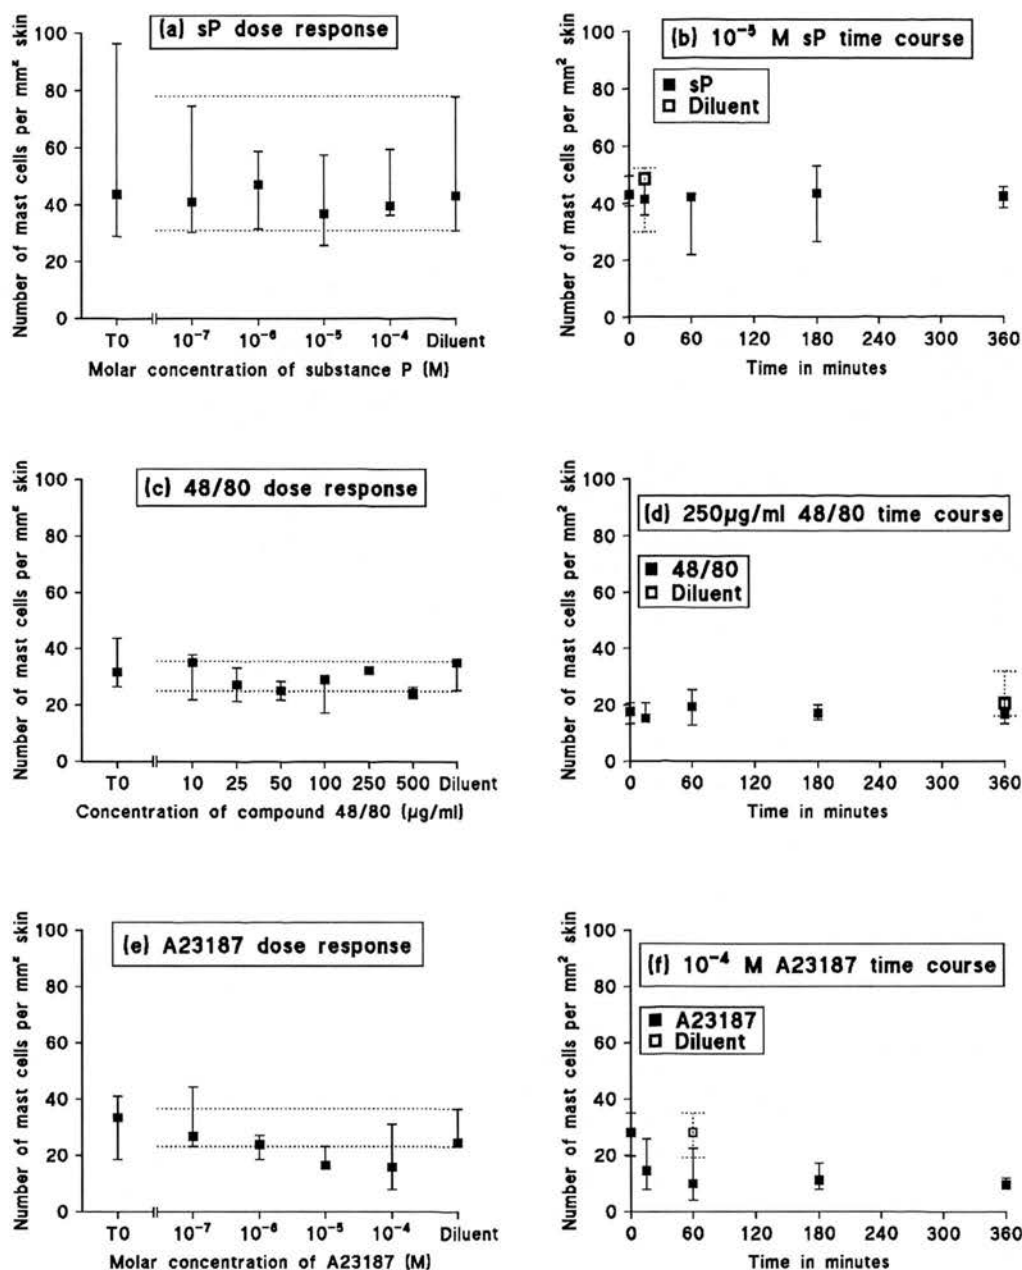 (a) sP dose response
Number of mast cells per mm² skin
100
80
60
40
20
0
T0 10⁻⁷ 10⁻⁶ 10⁻⁵ 10⁻⁴ Diluent
Molar concentration of substance P (M)
(b) 10⁻⁵ M sP time course
sP
Diluent
Number of mast cells per mm² skin
100
80
60
40
20
0
0 60 120 180 240 300 360
Time in minutes
(c) 48/80 dose response
Number of mast cells per mm² skin
100
80
60
40
20
0
T0 10 25 50 100 250 500 Diluent
Concentration of compound 48/80 (µg/ml)
(d) 250µg/ml 48/80 time course
48/80
Diluent
Number of mast cells per mm² skin
100
80
60
40
20
0
0 60 120 180 240 300 360
Time in minutes
(e) A23187 dose response
Number of mast cells per mm² skin
100
80
60
40
20
0
T0 10⁻⁷ 10⁻⁶ 10⁻⁵ 10⁻⁴ Diluent
Molar concentration of A23187 (M)
(f) 10⁻⁴ M A23187 time course
A23187
Diluent
Number of mast cells per mm² skin
100
80
60
40
20
0
0 60 120 180 240 300 360
Time in minutes